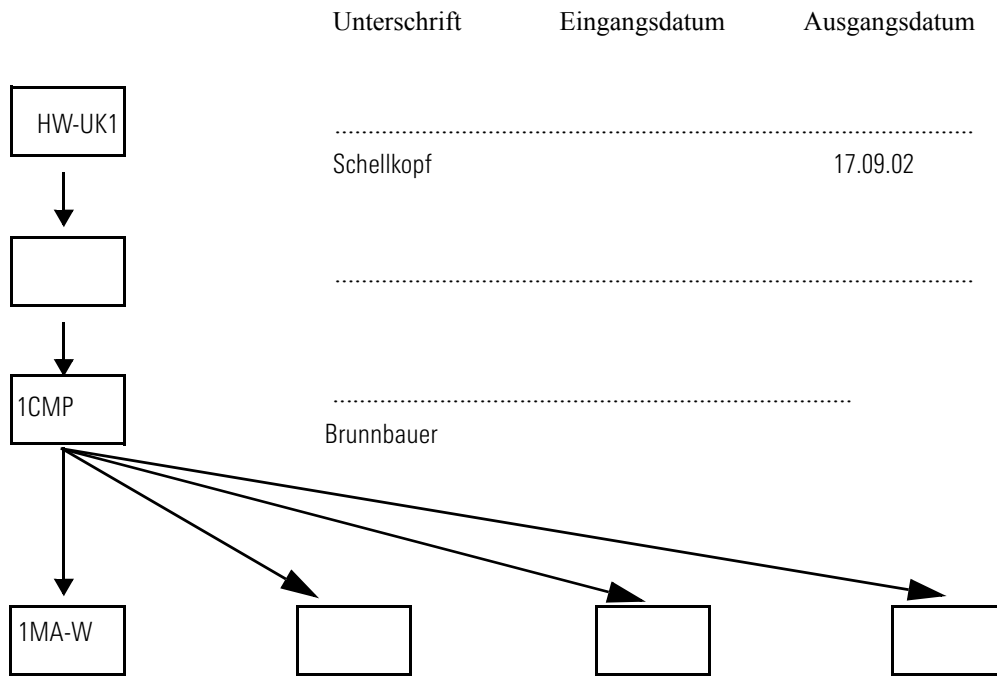 Unterschrift Eingangsdatum Ausgangsdatum
HW-UK1 ................................................................................................
Schellkopf 17.09.02
................................................................................................
1CMP ..............................................................................
Brunnbauer
1MA-W